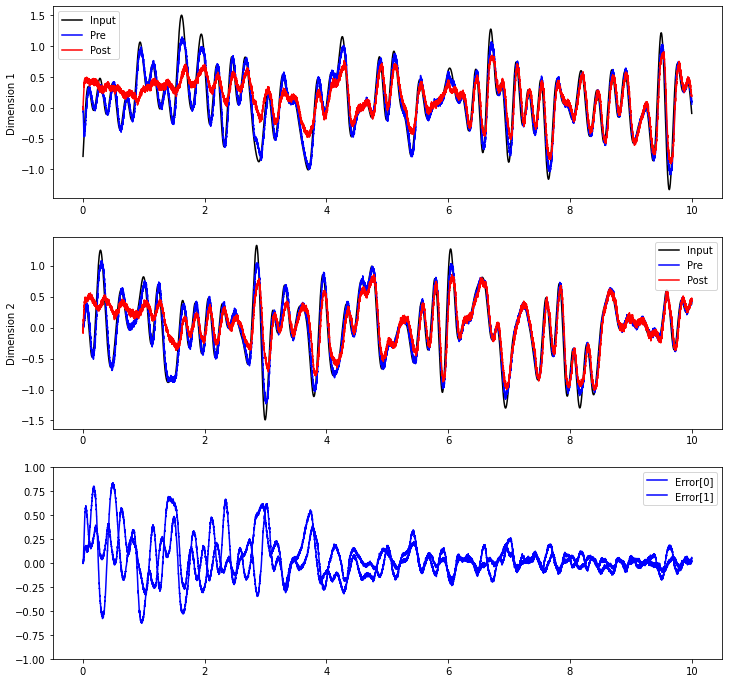 1.5
1.0
0.5
0.0
−0.5
−1.0
Dimension 1
Input
Pre
Post
0 2 4 6 8 10
1.0
0.5
0.0
−0.5
−1.0
−1.5
Dimension 2
Input
Pre
Post
0 2 4 6 8 10
1.00
0.75
0.50
0.25
0.00
−0.25
−0.50
−0.75
−1.00
Error[0]
Error[1]
0 2 4 6 8 10